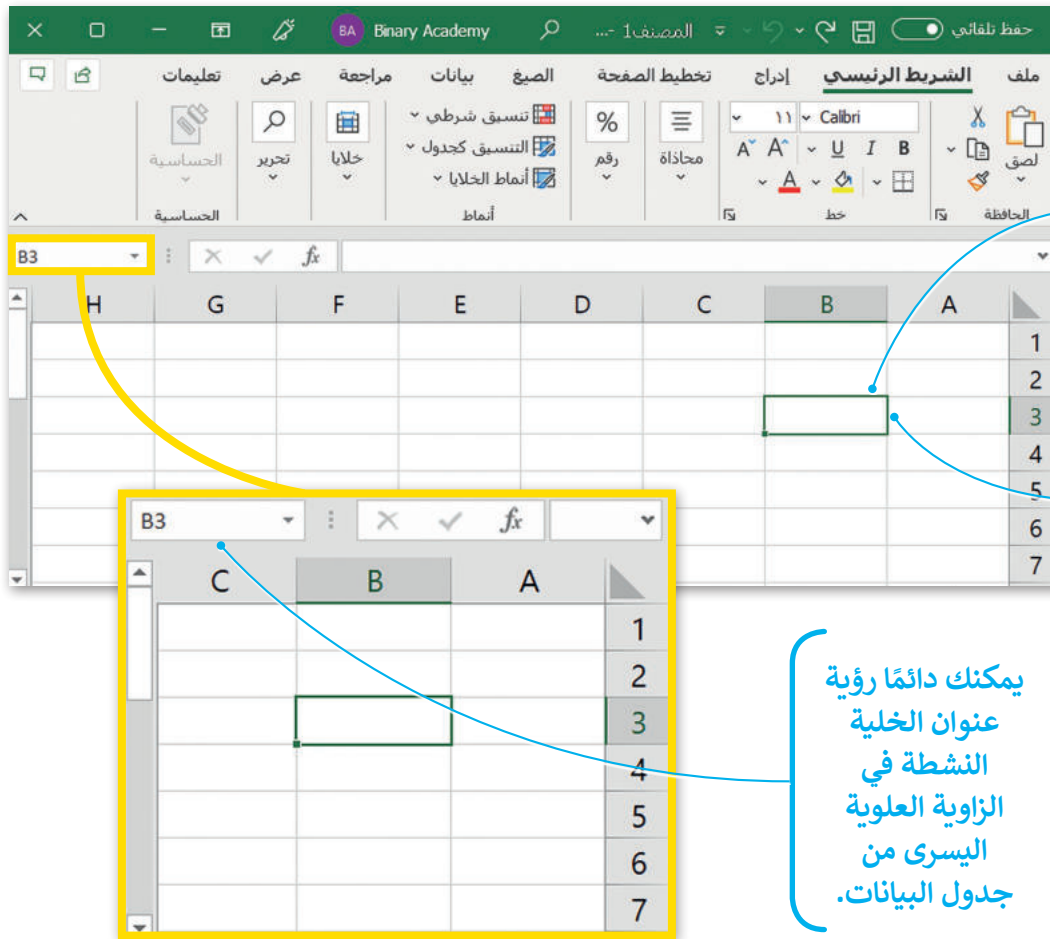 حفظ تلقائي المصنف1 -... Binary Academy BA
ملف الشريط الرئيسي إدراج تخطيط الصفحة الصيغ بيانات مراجعة عرض تعليمات
لصق
الحافظة
Calibri ١١
B I U A^ A˅
A
خط
محاذاة
%
رقم
تنسيق شرطي
التنسيق كجدول
أنماط الخلايا
أنماط
خلايا
تحرير
الحساسية
الحساسية
B3 fx
H G F E D C B A
1
2
3
4
5
6
7
B3 fx
C B A
1
2
3
4
5
6
7
يمكنك دائمًا رؤية
عنوان الخلية
النشطة في
الزاوية العلوية
اليسرى من
جدول البيانات.